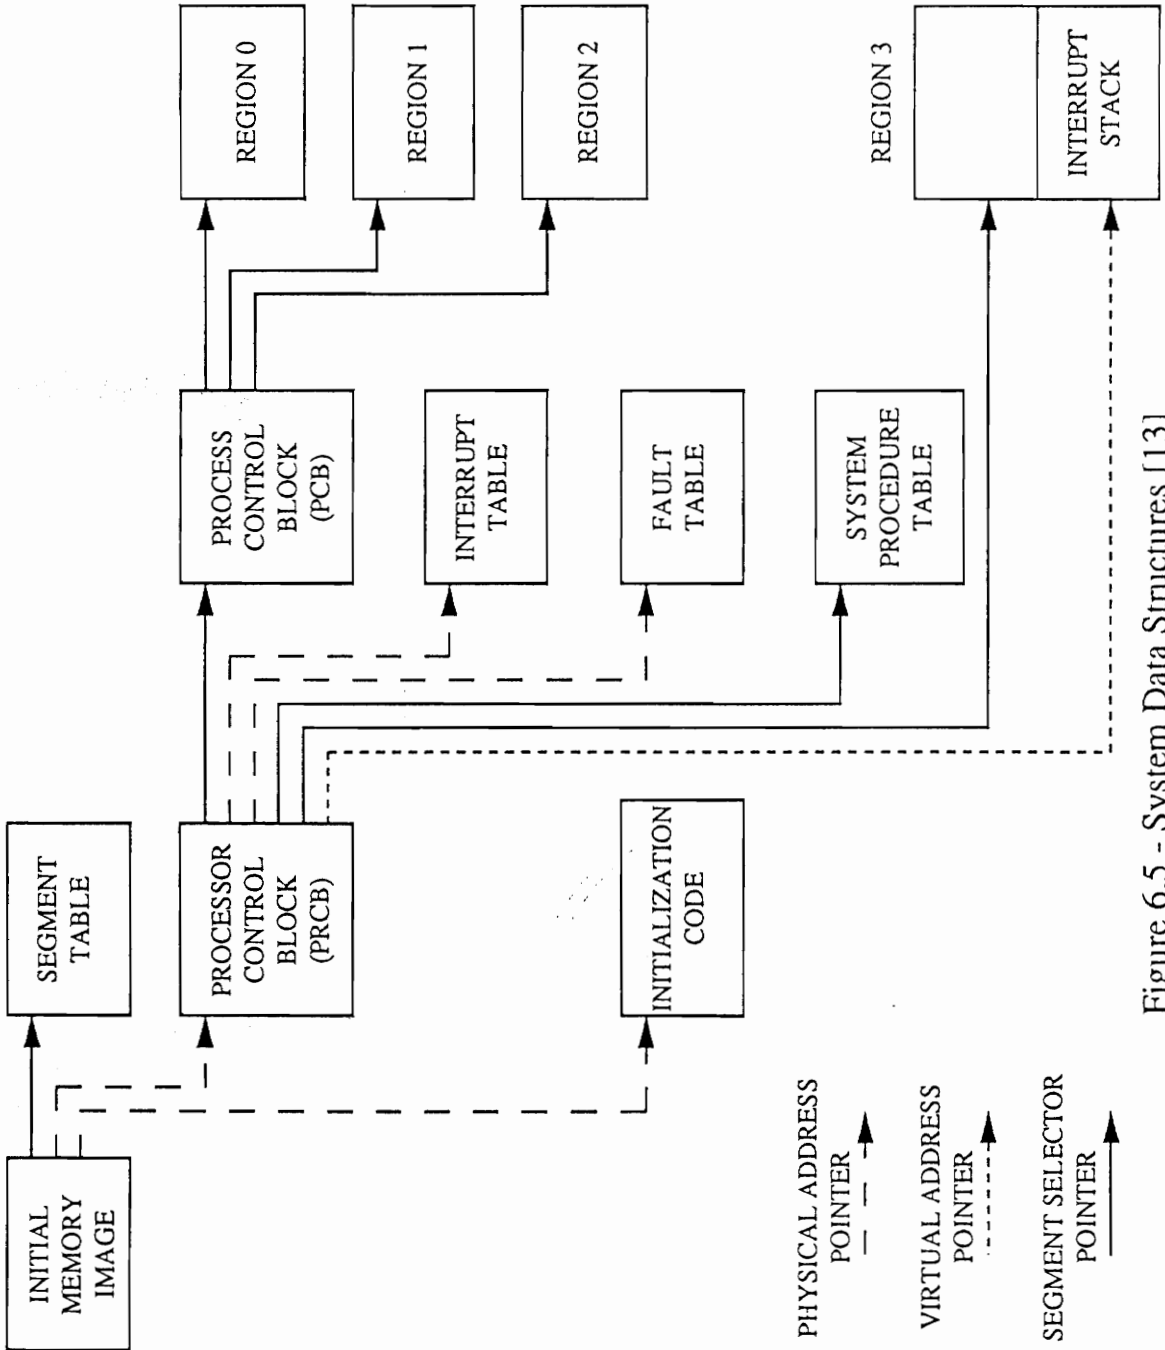 INITIAL
MEMORY
IMAGE
SEGMENT
TABLE
PROCESSOR
CONTROL
BLOCK
(PRCB)
INITIALIZATION
CODE
PROCESS
CONTROL
BLOCK
(PCB)
INTERRUPT
TABLE
FAULT
TABLE
SYSTEM
PROCEDURE
TABLE
REGION 0
REGION 1
REGION 2
REGION 3
INTERRUPT
STACK
PHYSICAL ADDRESS
POINTER
VIRTUAL ADDRESS
POINTER
SEGMENT SELECTOR
POINTER
Figure 6.5 - System Data Structures [13]